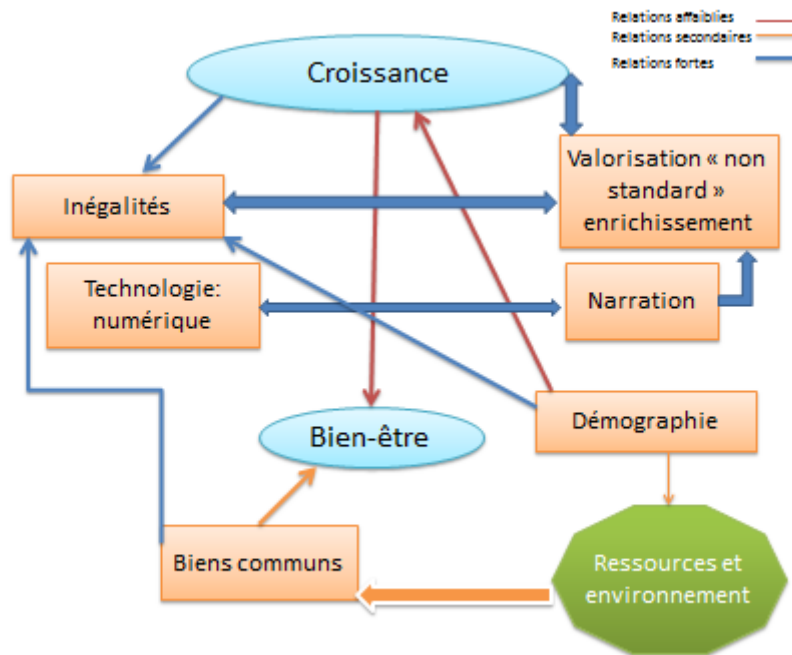 Relations affaiblies
Relations secondaires
Relations fortes
Croissance
Valorisation « non
standard »
enrichissement
Inégalités
Technologie:
numérique
Narration
Démographie
Bien-être
Biens communs
Ressources et
environnement